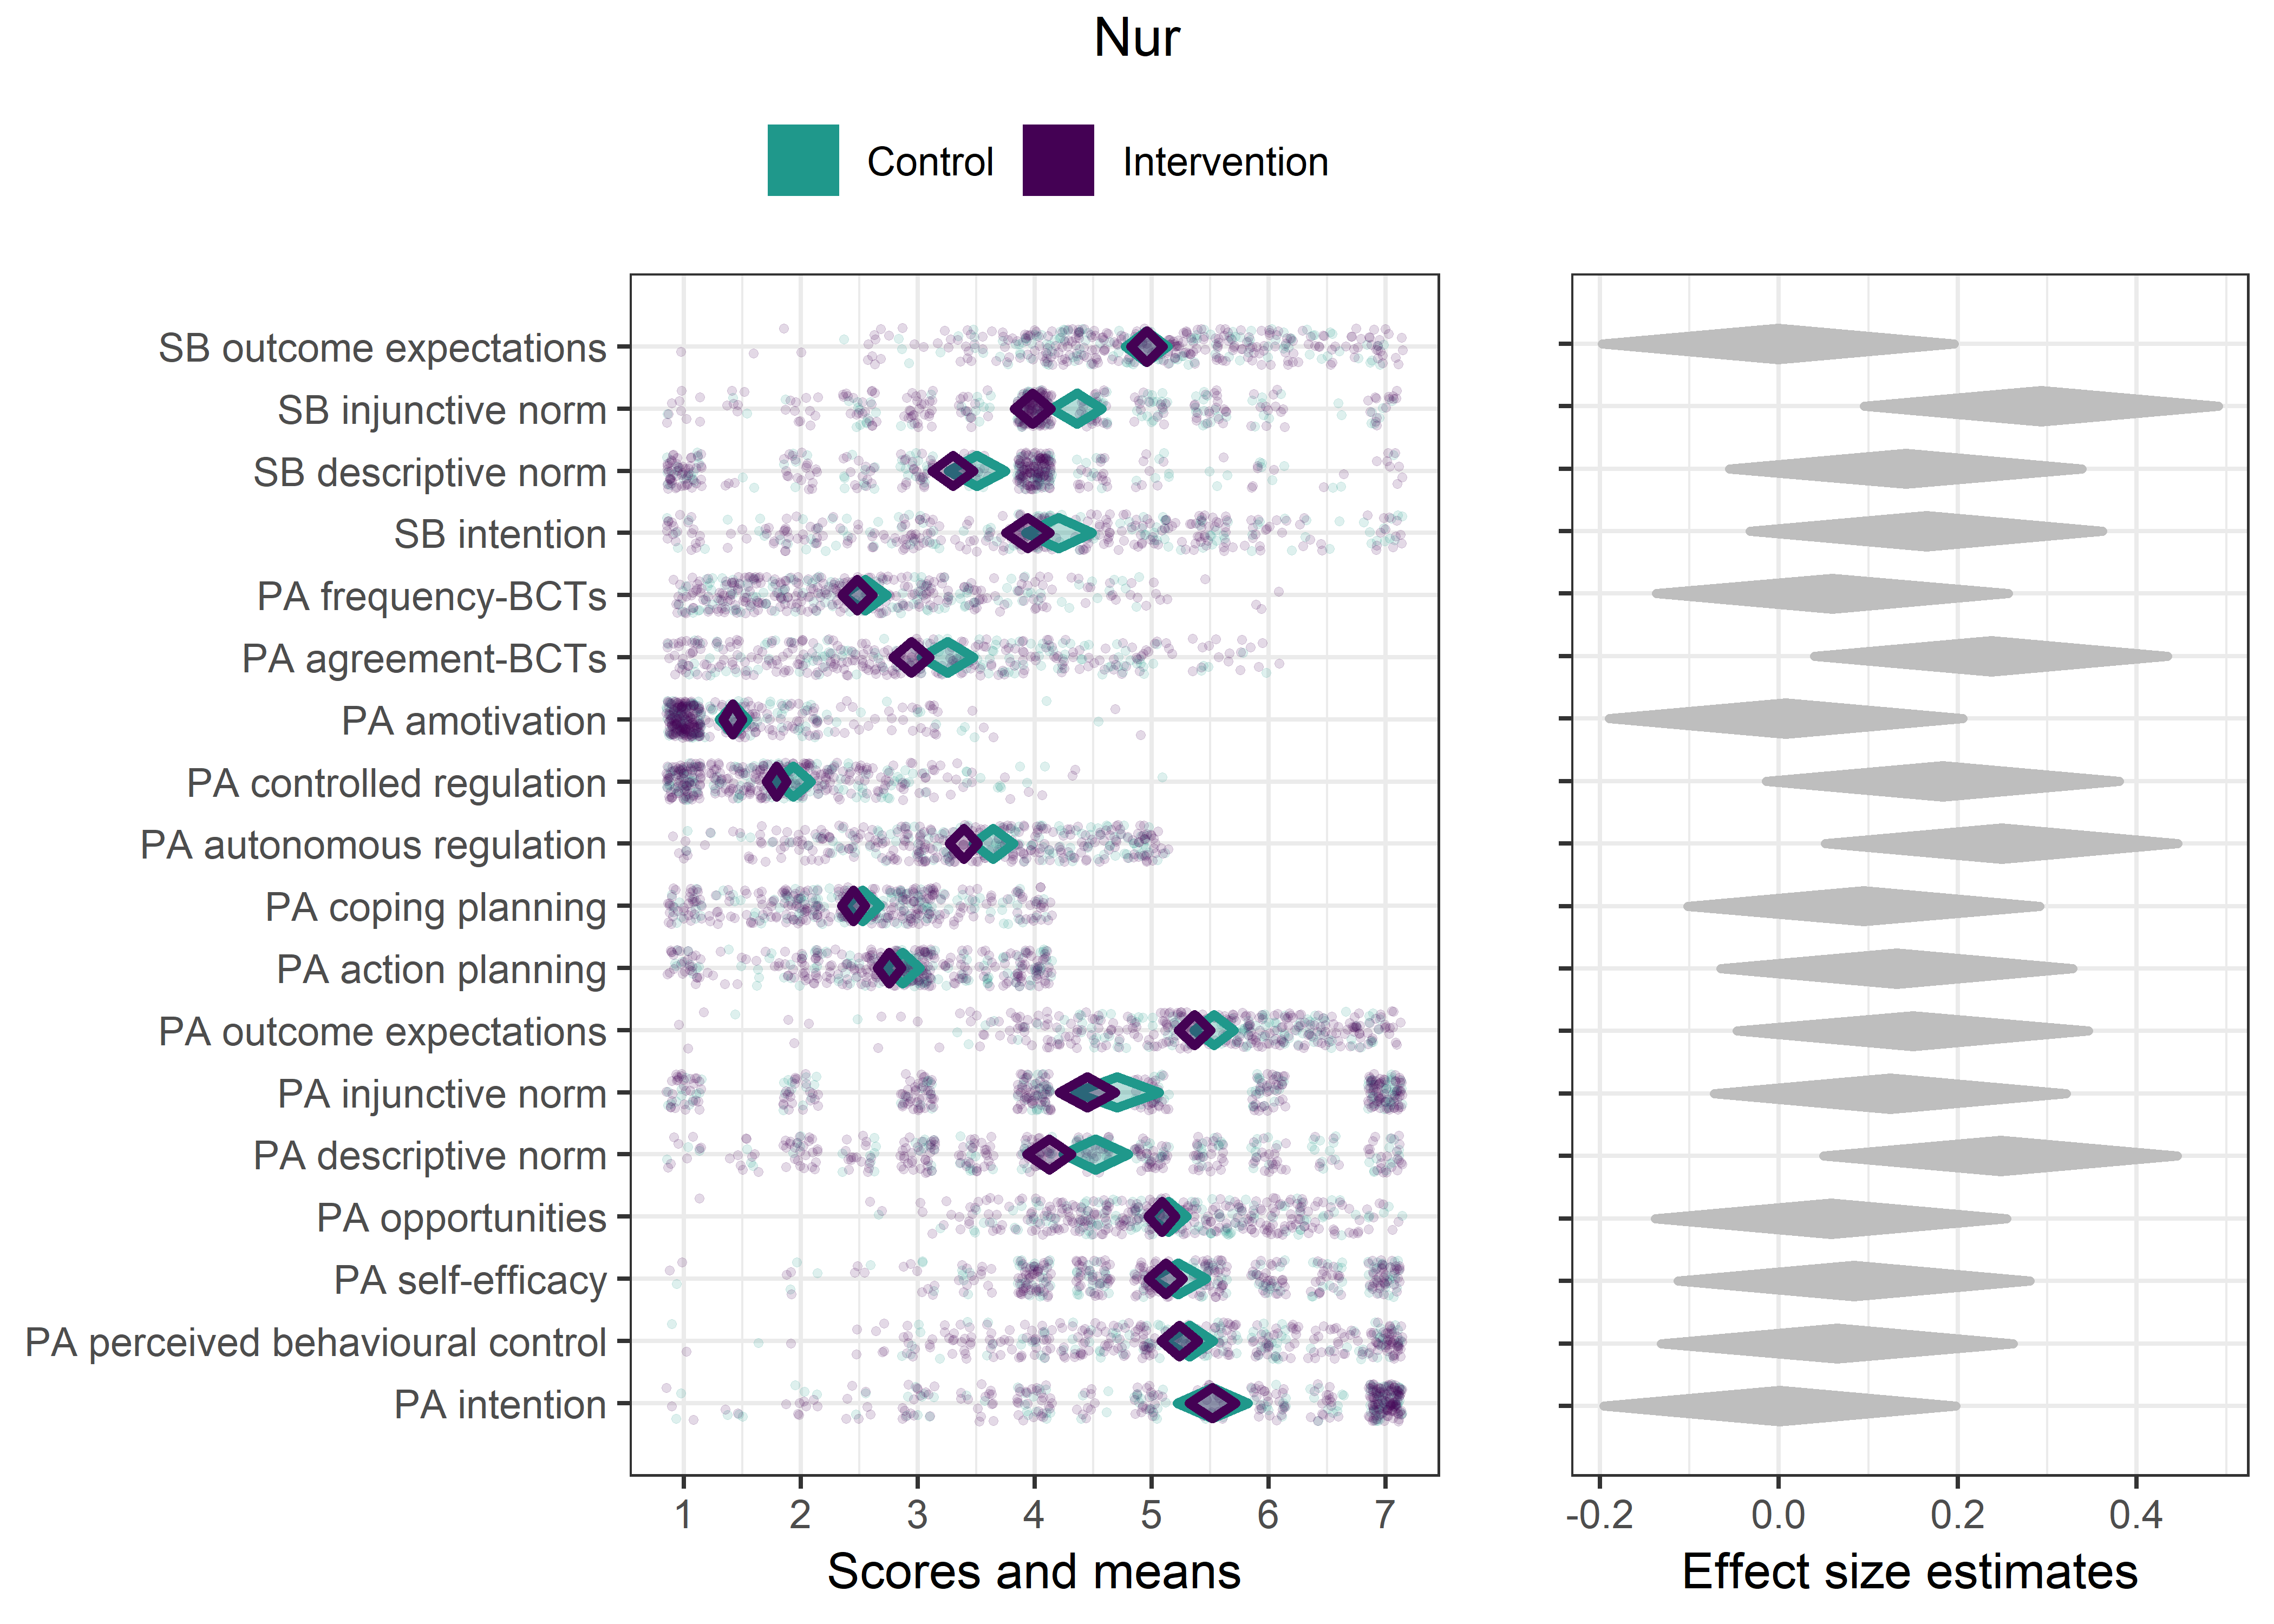 Nur
Control
Intervention
SB outcome expectations
SB injunctive norm
SB descriptive norm
SB intention
PA frequency-BCTs
PA agreement-BCTs
PA amotivation
PA controlled regulation
PA autonomous regulation
PA coping planning
PA action planning
PA outcome expectations
PA injunctive norm
PA descriptive norm
PA opportunities
PA self-efficacy
PA perceived behavioural control
PA intention
1 2 3 4 5 6 7
Scores and means
-0.2 0.0 0.2 0.4
Effect size estimates